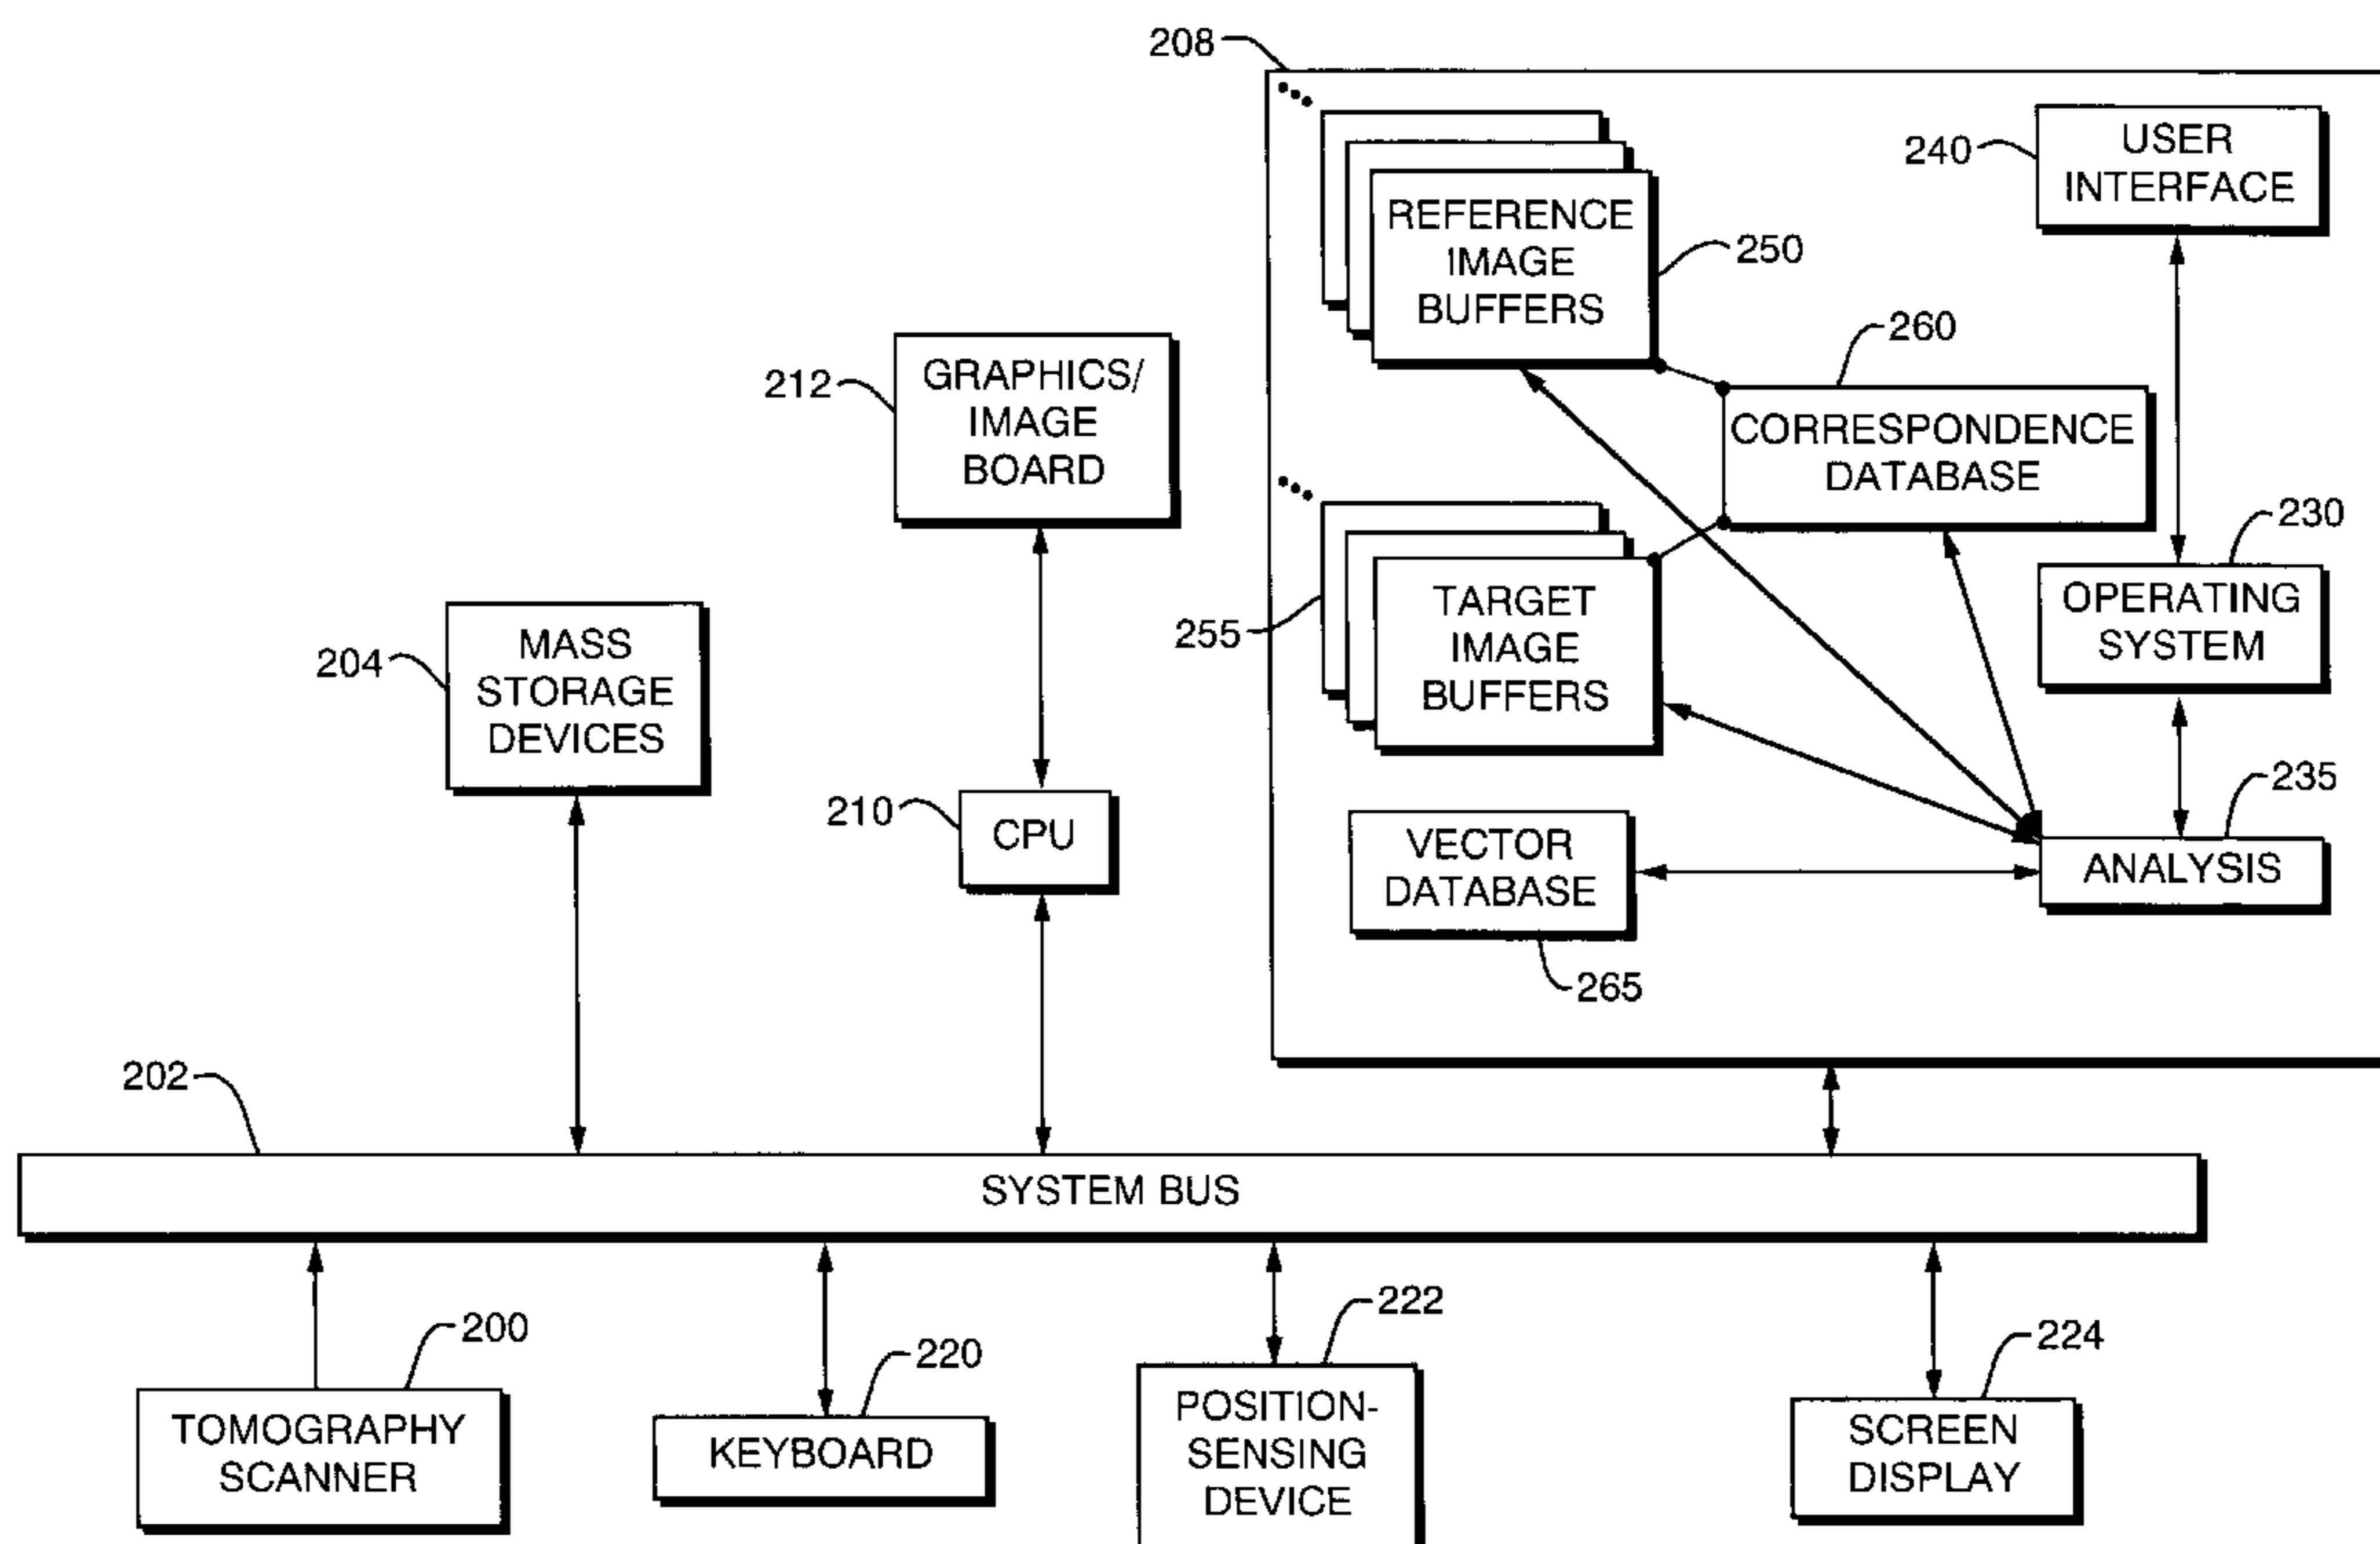 208
REFERENCE
IMAGE
BUFFERS
250
240
USER
INTERFACE
212
GRAPHICS/
IMAGE
BOARD
260
CORRESPONDENCE
DATABASE
204
MASS
STORAGE
DEVICES
255
TARGET
IMAGE
BUFFERS
230
OPERATING
SYSTEM
210
CPU
VECTOR
DATABASE
265
235
ANALYSIS
202
SYSTEM BUS
200
TOMOGRAPHY
SCANNER
220
KEYBOARD
222
POSITION-
SENSING
DEVICE
224
SCREEN
DISPLAY